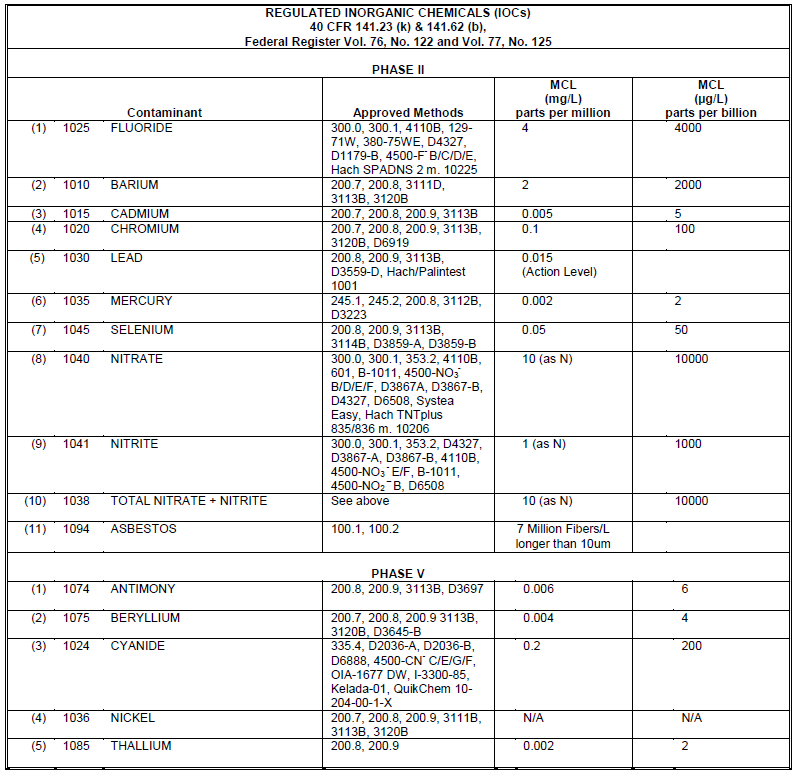 REGULATED INORGANIC CHEMICALS (IOCs)
40 CFR 141.23 (k) & 141.62 (b),
Federal Register Vol. 76, No. 122 and Vol. 77, No. 125
PHASE II
Contaminant
Approved Methods
MCL
(mg/L)
parts per million
MCL
(µg/L)
parts per billion
(1) 1025 FLUORIDE
300.0, 300.1, 4110B, 129-
71W, 380-75WE, D4327,
D1179-B, 4500-F⁻B/C/D/E,
Hach SPADNS 2 m. 10225
4
4000
(2) 1010 BARIUM
200.7, 200.8, 3111D,
3113B, 3120B
2
2000
(3) 1015 CADMIUM
200.7, 200.8, 200.9, 3113B
0.005
5
(4) 1020 CHROMIUM
200.7, 200.8, 200.9, 3113B,
3120B, D6919
0.1
100
(5) 1030 LEAD
200.8, 200.9, 3113B,
D3559-D, Hach/Palintest
1001
0.015
(Action Level)
(6) 1035 MERCURY
245.1, 245.2, 200.8, 3112B,
D3223
0.002
2
(7) 1045 SELENIUM
200.8, 200.9, 3113B,
3114B, D3859-A, D3859-B
0.05
50
(8) 1040 NITRATE
300.0, 300.1, 353.2, 4110B,
601, B-1011, 4500-NO₃⁻
B/D/E/F, D3867A, D3867-B,
D4327, D6508, Systea
Easy, Hach TNTplus
835/836 m. 10206
10 (as N)
10000
(9) 1041 NITRITE
300.0, 300.1, 353.2, D4327,
D3867-A, D3867-B, 4110B,
4500-NO₃⁻E/F, B-1011,
4500-NO₂⁻B, D6508
1 (as N)
1000
(10) 1038 TOTAL NITRATE + NITRITE
See above
10 (as N)
10000
(11) 1094 ASBESTOS
100.1, 100.2
7 Million Fibers/L
longer than 10um
PHASE V
(1) 1074 ANTIMONY
200.8, 200.9, 3113B, D3697
0.006
6
(2) 1075 BERYLLIUM
200.7, 200.8, 200.9 3113B,
3120B, D3645-B
0.004
4
(3) 1024 CYANIDE
335.4, D2036-A, D2036-B,
D6888, 4500-CN⁻ C/E/G/F,
OIA-1677 DW, I-3300-85,
Kelada-01, QuikChem 10-
204-00-1-X
0.2
200
(4) 1036 NICKEL
200.7, 200.8, 200.9, 3111B,
3113B, 3120B
N/A
N/A
(5) 1085 THALLIUM
200.8, 200.9
0.002
2